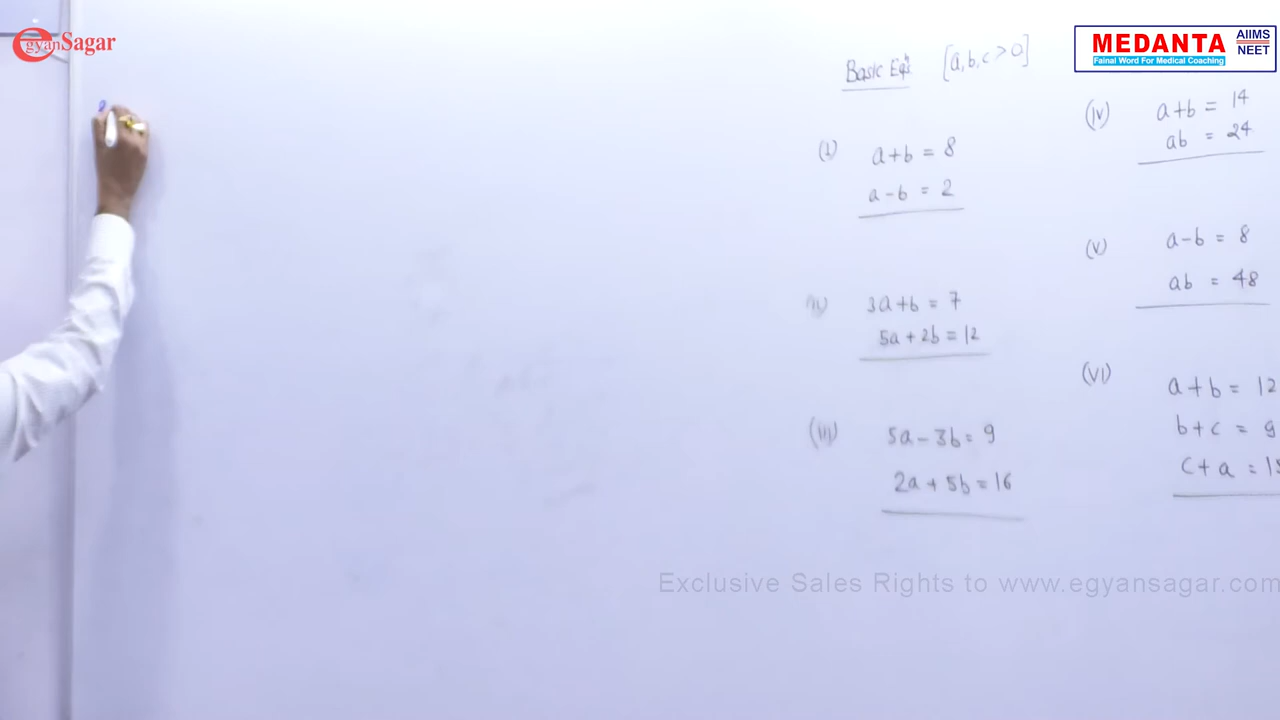 egyanSagar
MEDANTA AIIMS NEET
Fainal Word For Medical Coaching
Basic Eqn's [a,b,c > 0]
(i) a+b = 8
a-b = 2
(ii) 3a+b = 7
5a+2b=12
(iii) 5a-3b=9
2a+5b=16
(iv) a+b = 14
ab = 24
(v) a-b = 8
ab = 48
(vi) a+b = 12
b+c = 9
c+a = 15
Exclusive Sales Rights to www.egyansagar.com